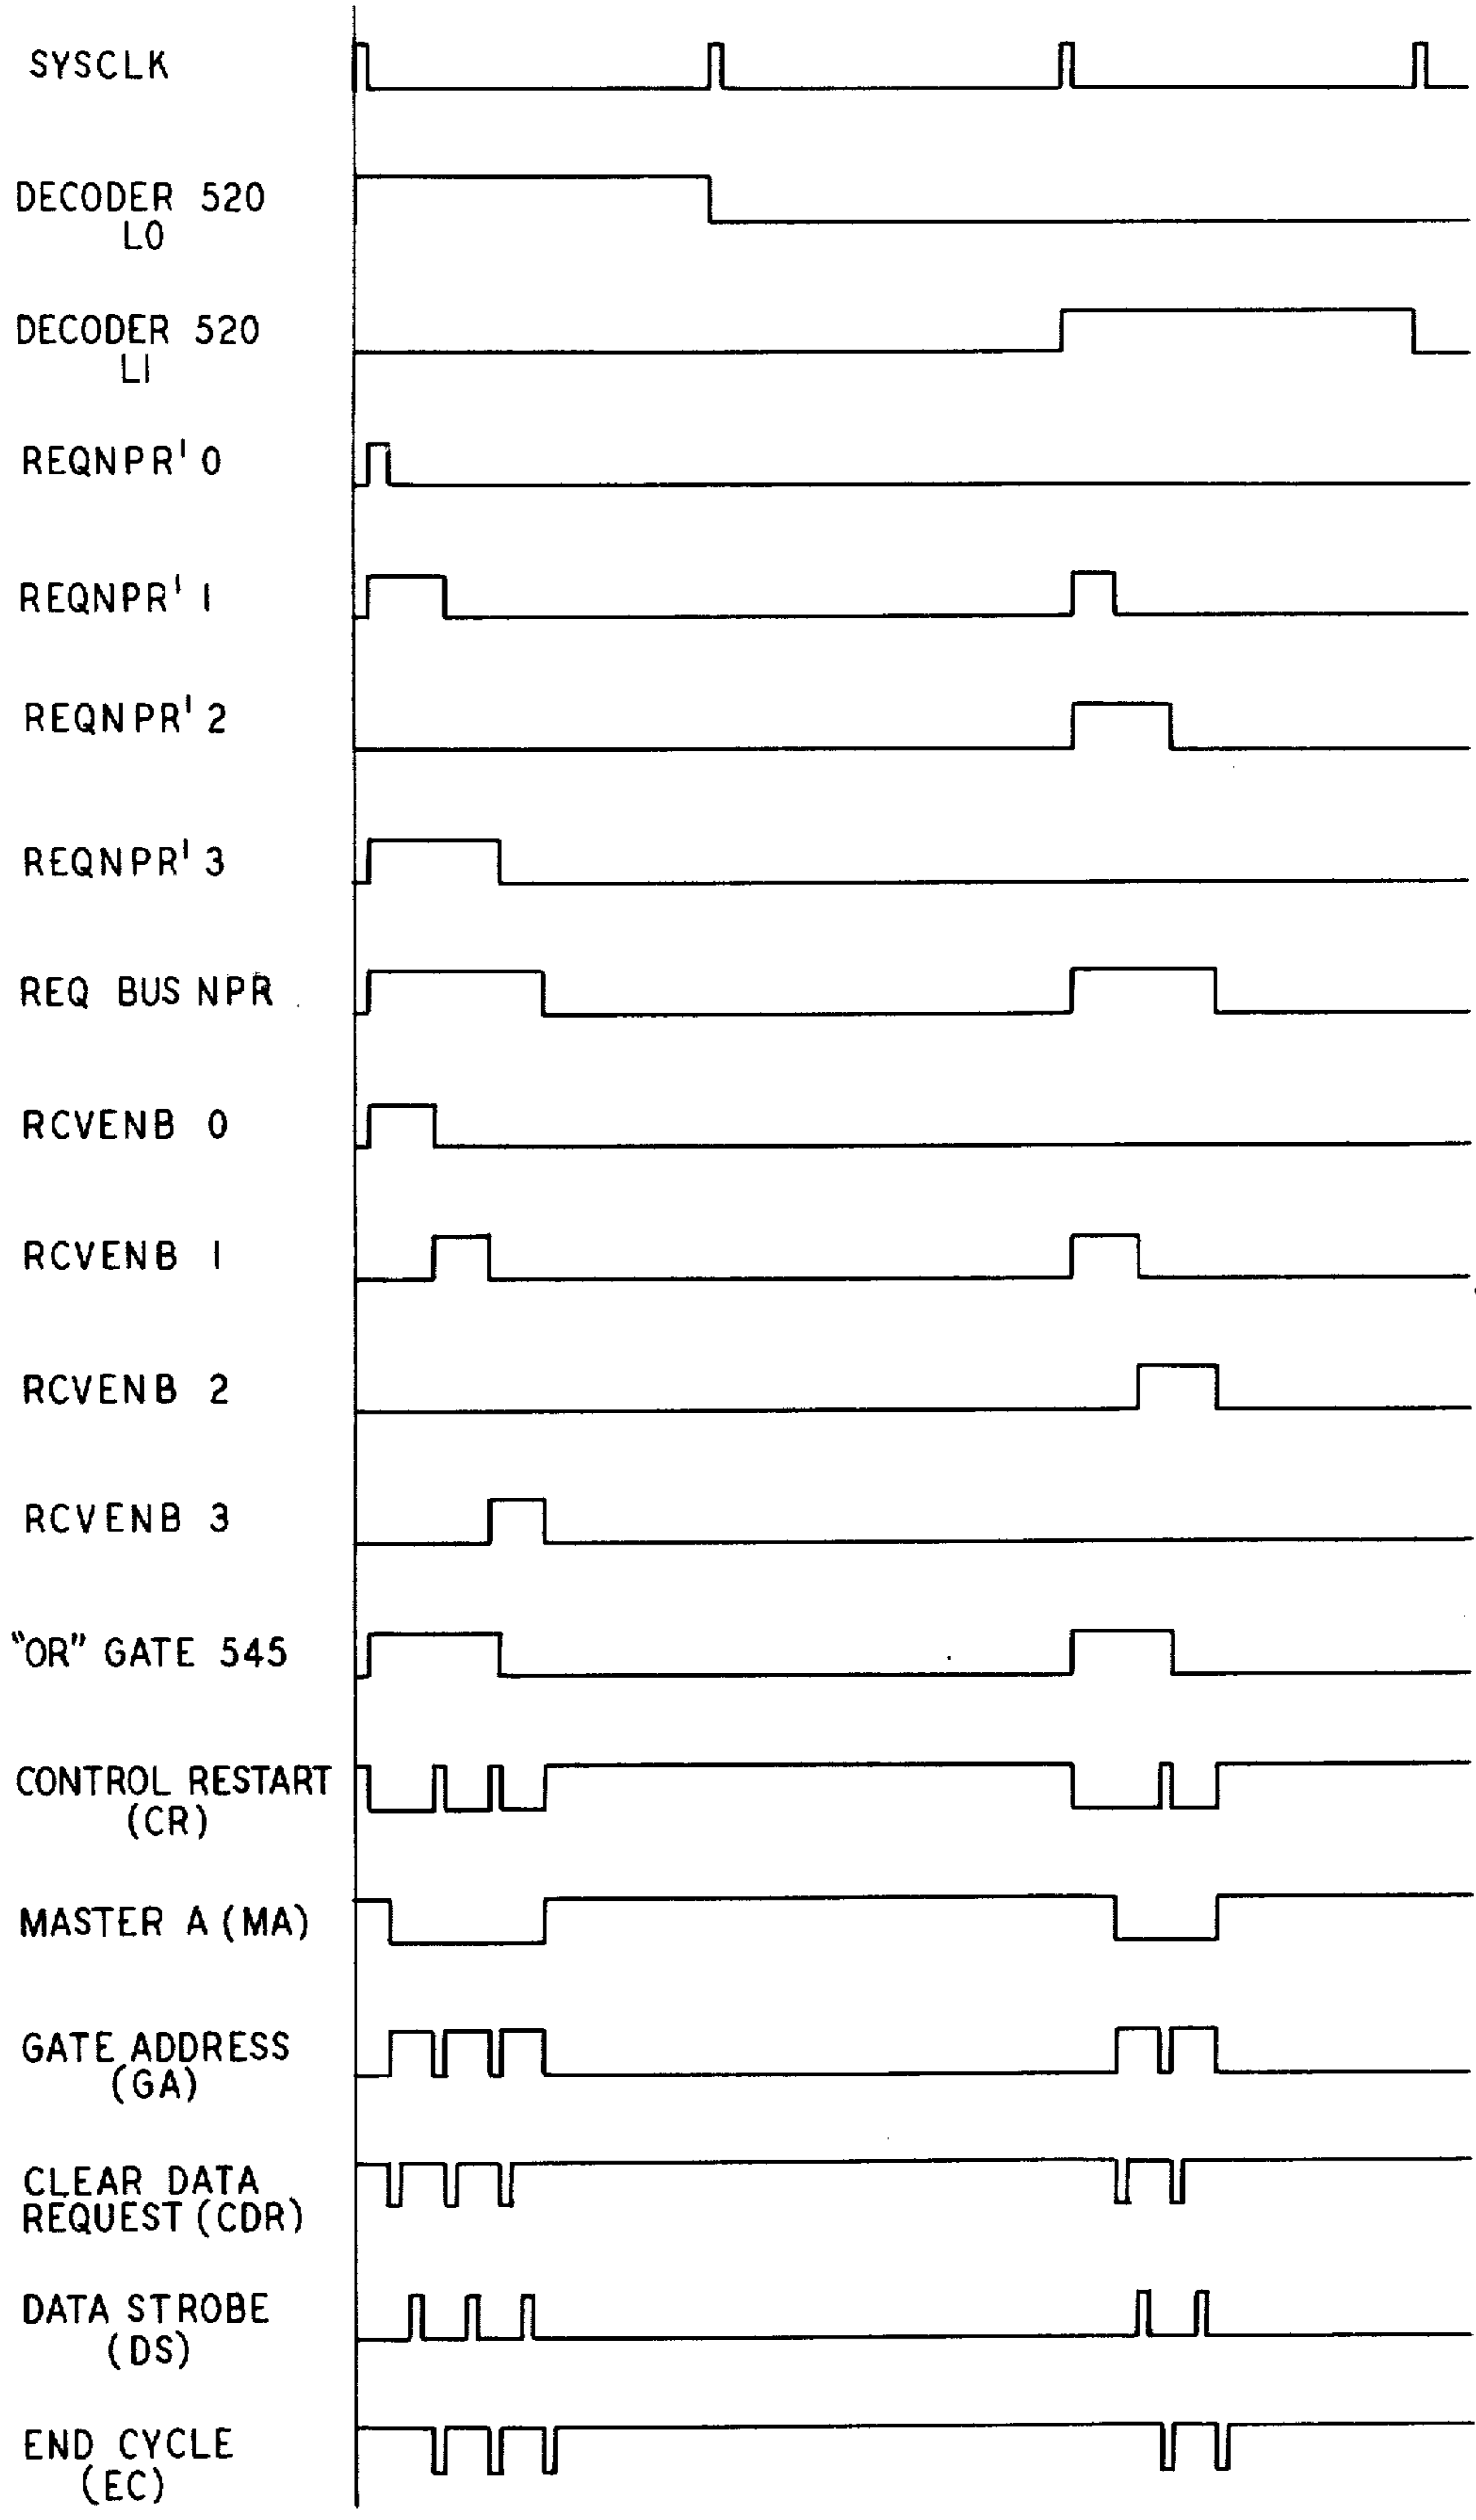 SYSCLK
DECODER 520
L0
DECODER 520
L1
REQNPR' 0
REQNPR' 1
REQNPR' 2
REQNPR' 3
REQ BUS NPR
RCVENB 0
RCVENB 1
RCVENB 2
RCVENB 3
"OR" GATE 545
CONTROL RESTART
(CR)
MASTER A (MA)
GATE ADDRESS
(GA)
CLEAR DATA
REQUEST (CDR)
DATA STROBE
(DS)
END CYCLE
(EC)